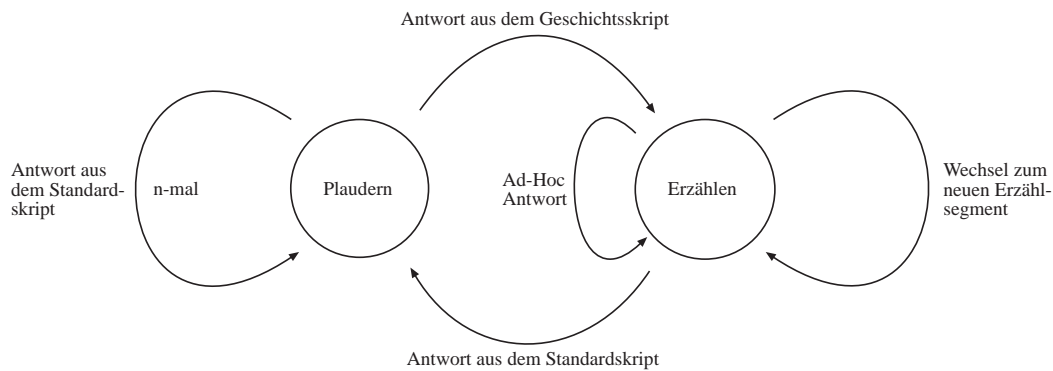 Antwort aus dem Geschichtsskript
Antwort aus
dem Standard-
skript
n-mal
Plaudern
Ad-Hoc
Antwort
Erzählen
Wechsel zum
neuen Erzähl-
segment
Antwort aus dem Standardskript